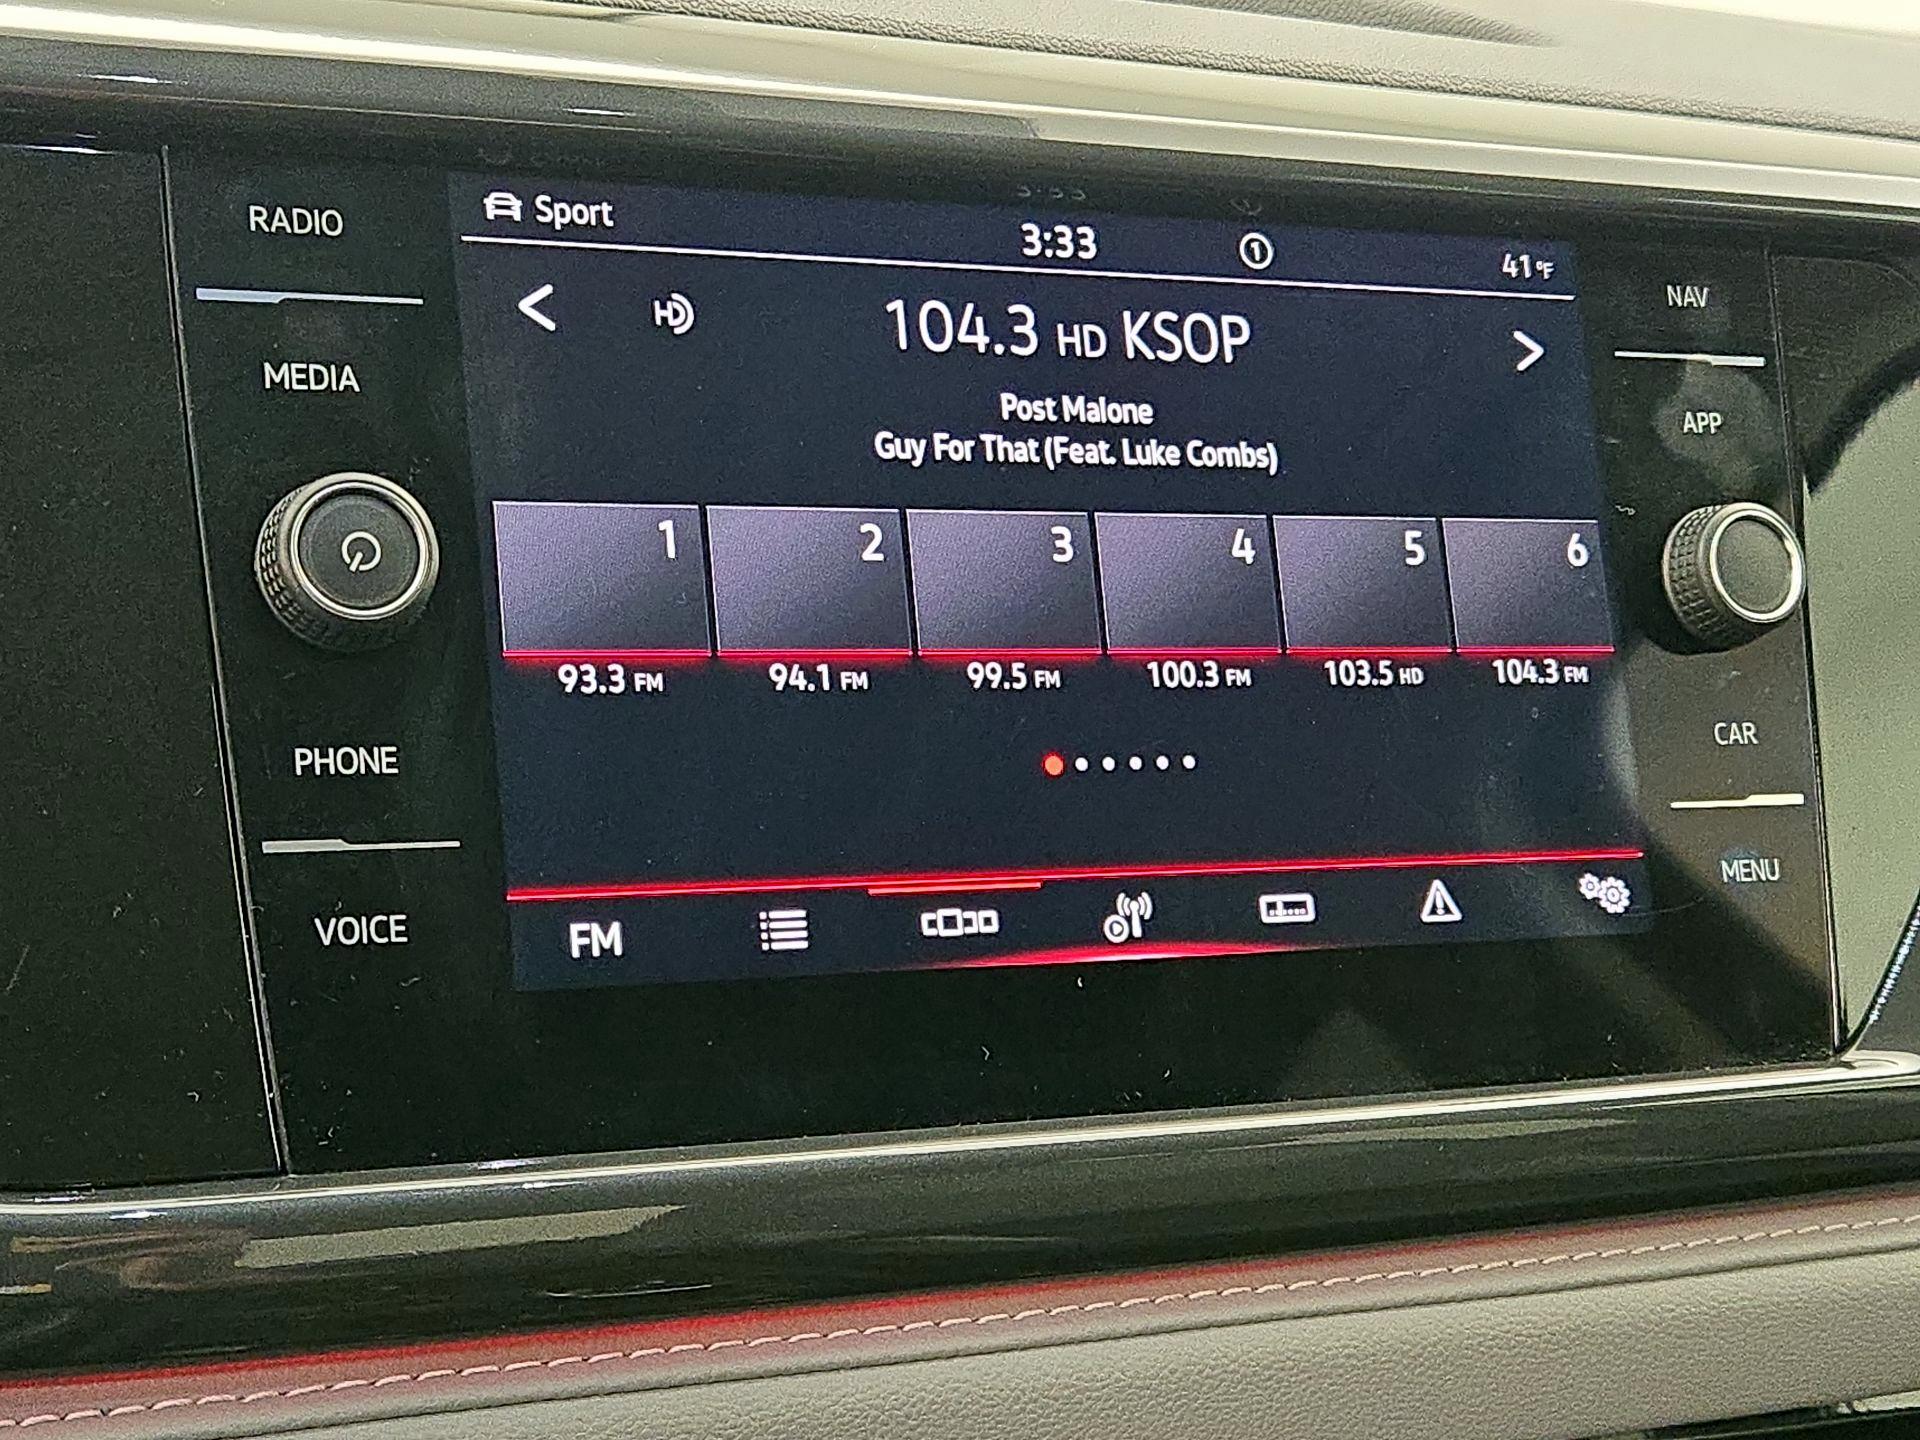 RADIO
MEDIA
PHONE
VOICE
Sport
3:33
1
41°F
HD
104.3 HD KSOP
Post Malone
Guy For That (Feat. Luke Combs)
1 2 3 4 5 6
93.3 FM 94.1 FM 99.5 FM 100.3 FM 103.5 HD 104.3 FM
FM
NAV
APP
CAR
MENU